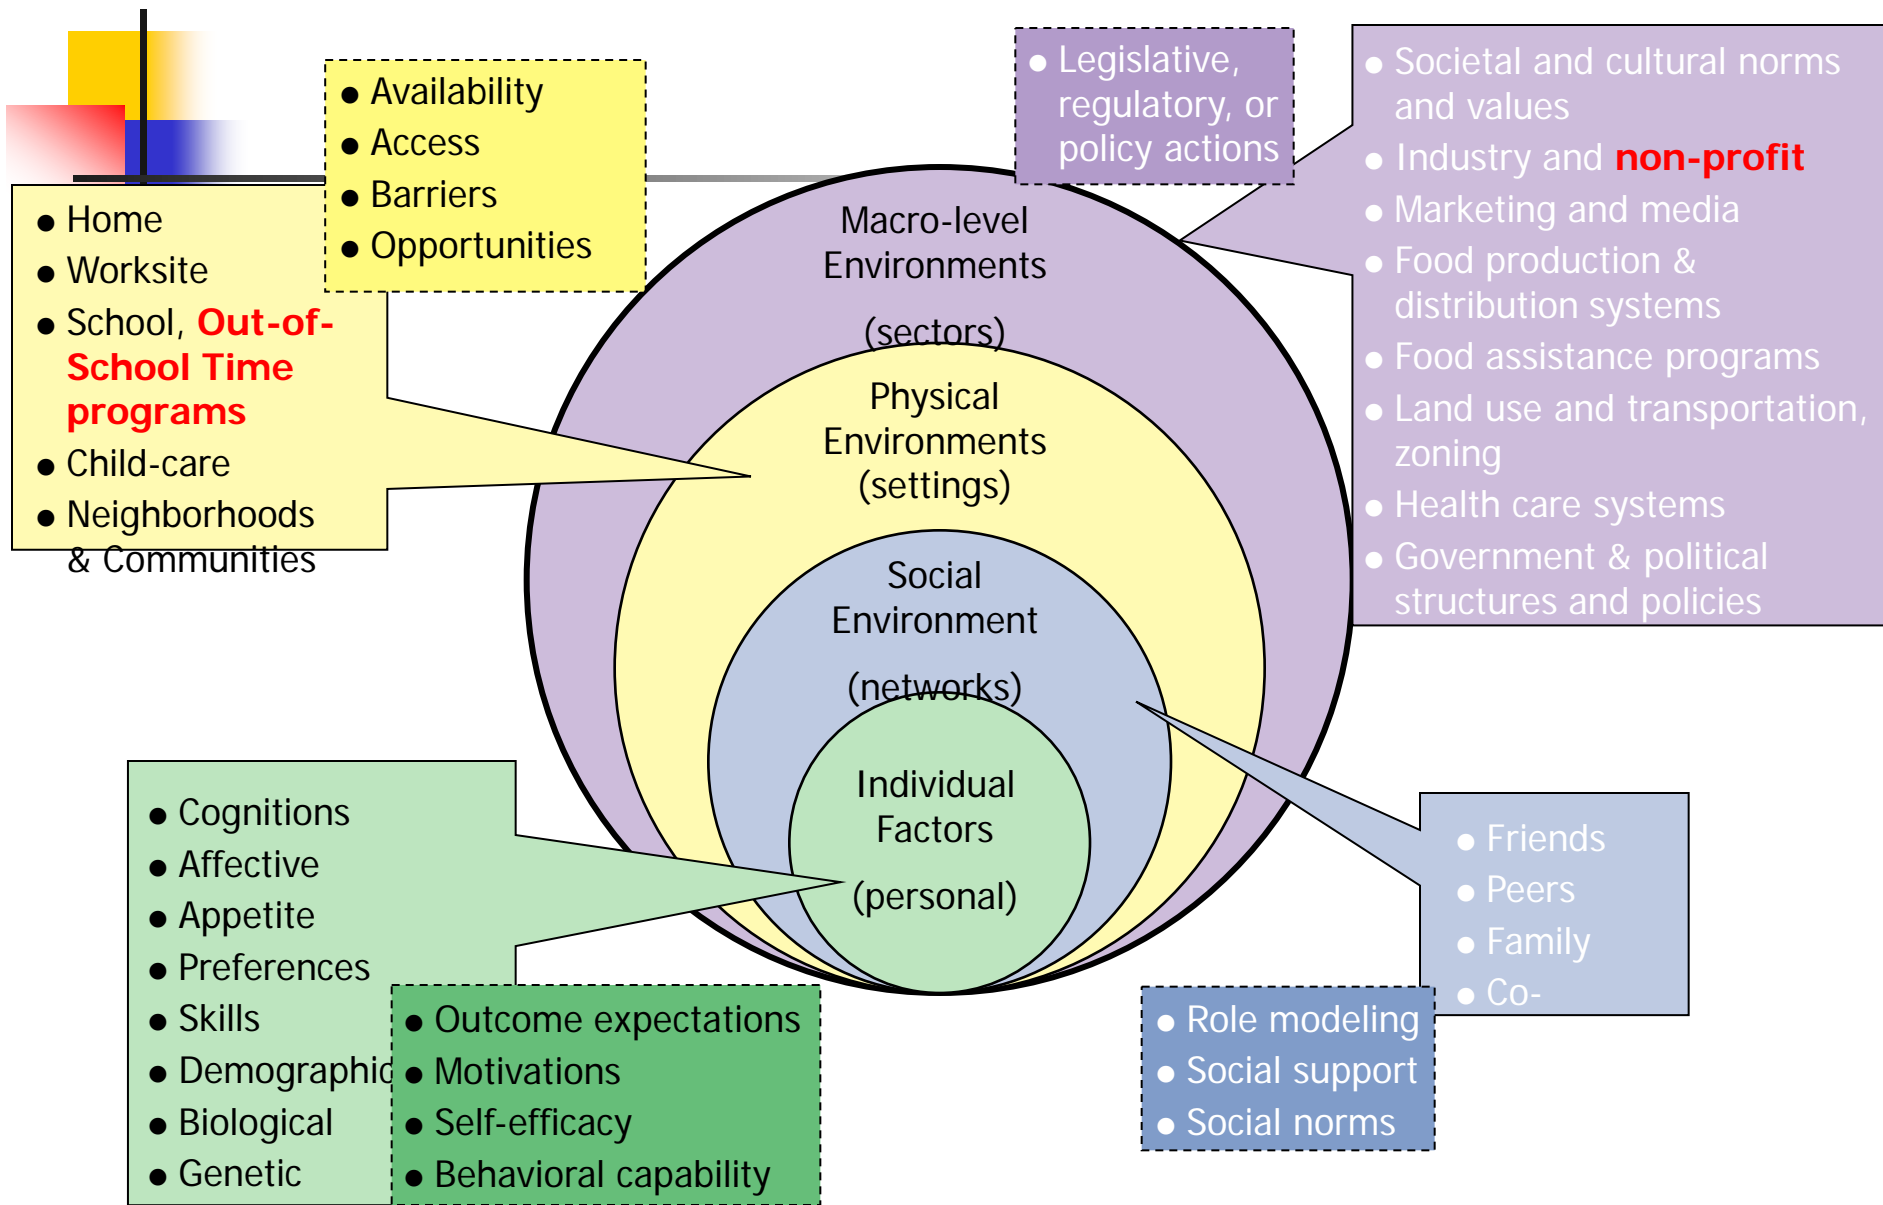 ● Availability
● Access
● Barriers
● Opportunities
● Legislative,
regulatory, or
policy actions
● Societal and cultural norms
and values
● Industry and non-profit
● Marketing and media
● Food production &
distribution systems
● Food assistance programs
● Land use and transportation,
zoning
● Health care systems
● Government & political
structures and policies
● Home
● Worksite
● School, Out-of-
School Time
programs
● Child-care
● Neighborhoods
& Communities
Macro-level
Environments
(sectors)
Physical
Environments
(settings)
Social
Environment
(networks)
Individual
Factors
(personal)
● Cognitions
● Affective
● Appetite
● Preferences
● Skills
● Demographic
● Biological
● Genetic
● Outcome expectations
● Motivations
● Self-efficacy
● Behavioral capability
● Friends
● Peers
● Family
● Co-
● Role modeling
● Social support
● Social norms